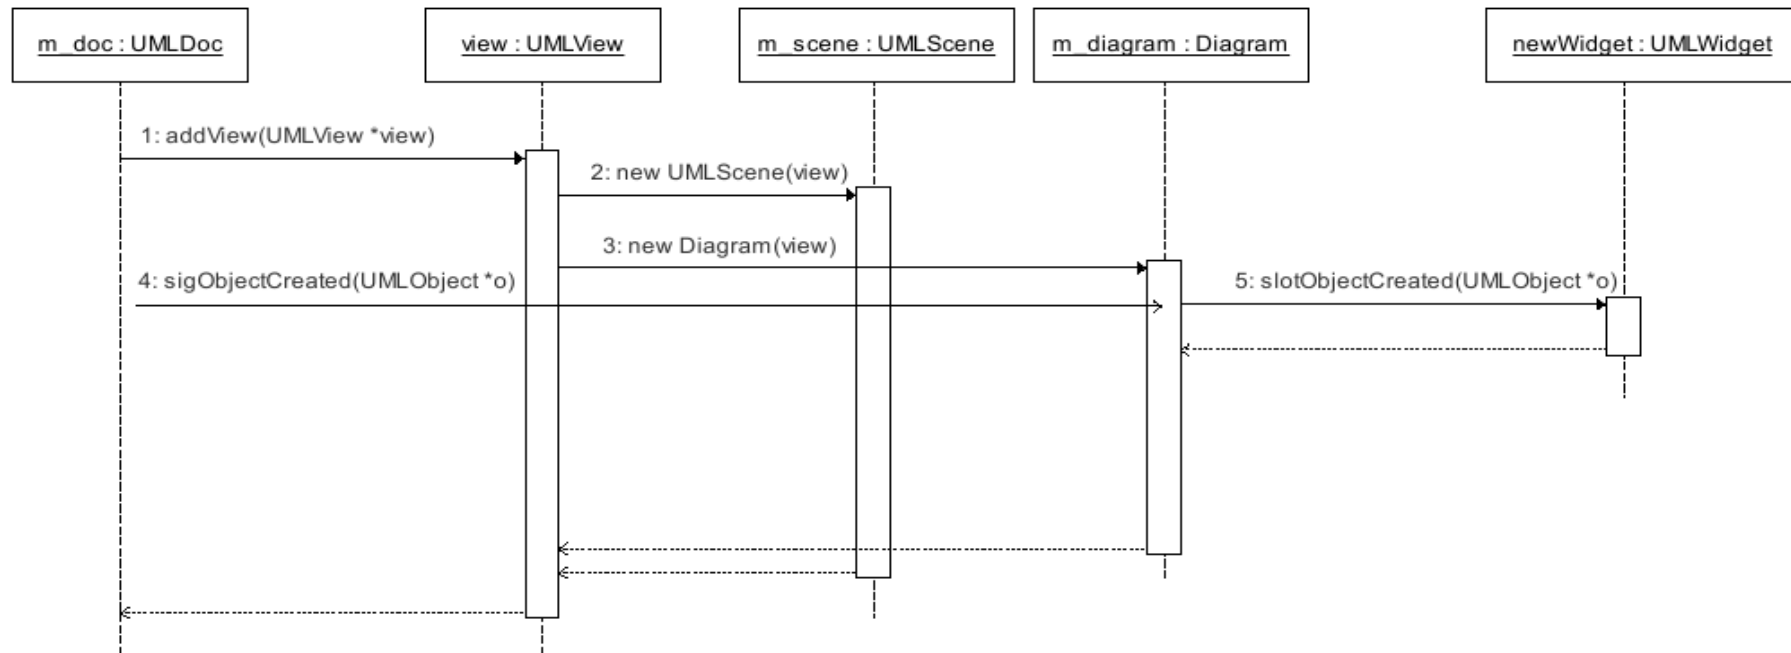 m_doc : UMLDoc
view : UMLView
m_scene : UMLScene
m_diagram : Diagram
newWidget : UMLWidget
1: addView(UMLView *view)
2: new UMLScene(view)
3: new Diagram(view)
4: sigObjectCreated(UMLObject *o)
5: slotObjectCreated(UMLObject *o)